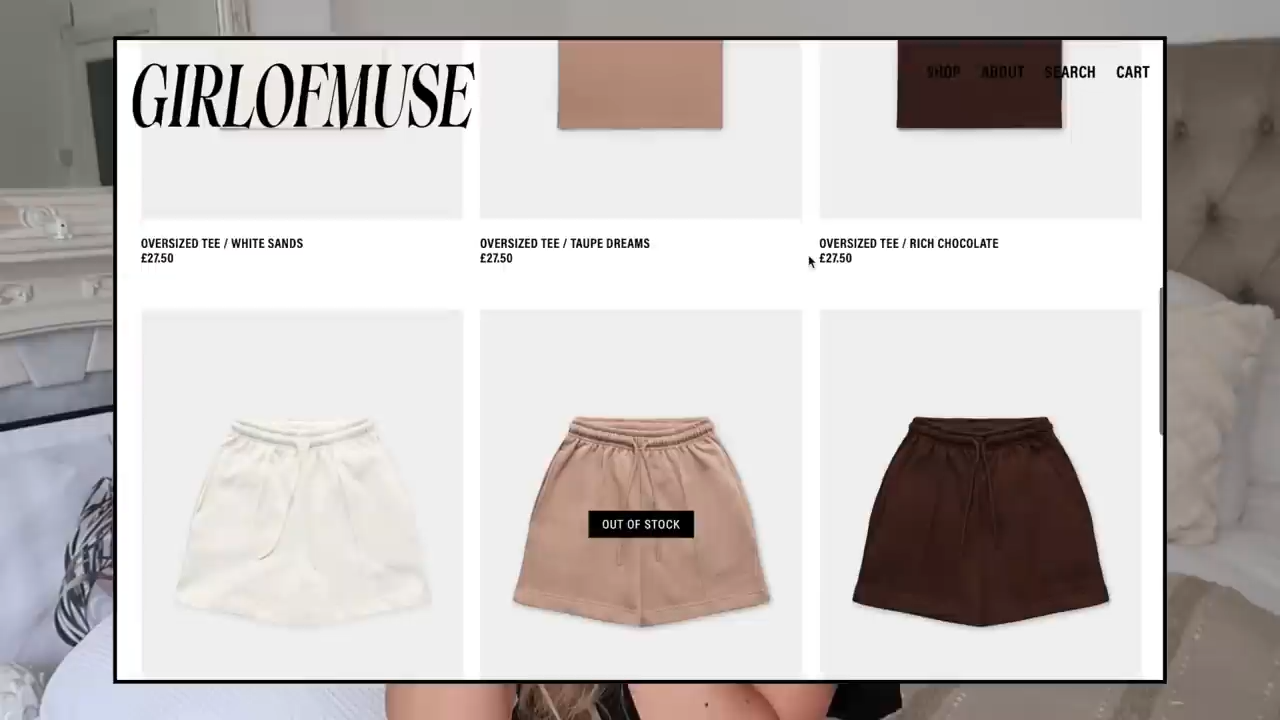 GIRLOFMUSE
SHOP ABOUT SEARCH CART
OVERSIZED TEE / WHITE SANDS
£27.50
OVERSIZED TEE / TAUPE DREAMS
£27.50
OVERSIZED TEE / RICH CHOCOLATE
£27.50
OUT OF STOCK